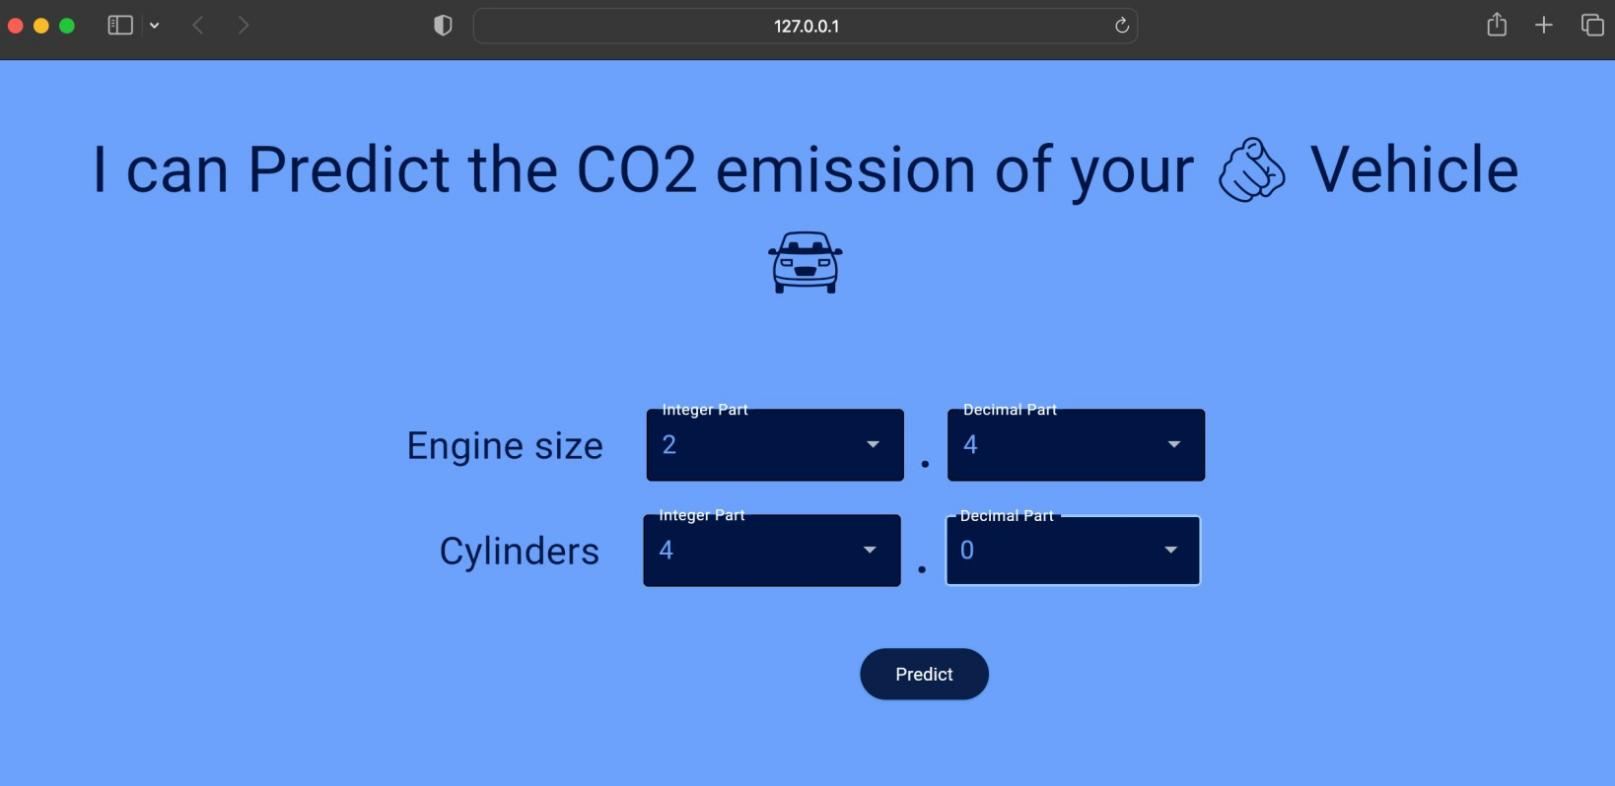 127.0.0.1
I can Predict the CO2 emission of your Vehicle
Integer Part Decimal Part
Engine size 2 . 4
Integer Part Decimal Part
Cylinders 4 . 0
Predict